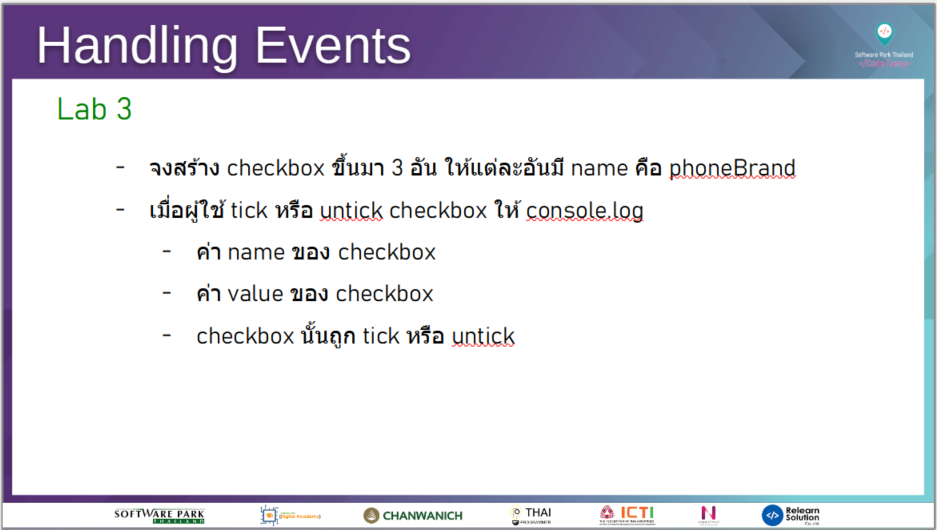 Handling Events
Software Park Thailand
Lab 3
- จงสร้าง checkbox ขึ้นมา 3 อัน ให้แต่ละอันมี name คือ phoneBrand
- เมื่อผู้ใช้ tick หรือ untick checkbox ให้ console.log
- ค่า name ของ checkbox
- ค่า value ของ checkbox
- checkbox นั้นถูก tick หรือ untick
SOFTWARE PARK
THAILAND
Digital Academy
CHANWANICH
THAI
PROGRAMMER
ICTI
Relearn
Solution
Co.,Ltd